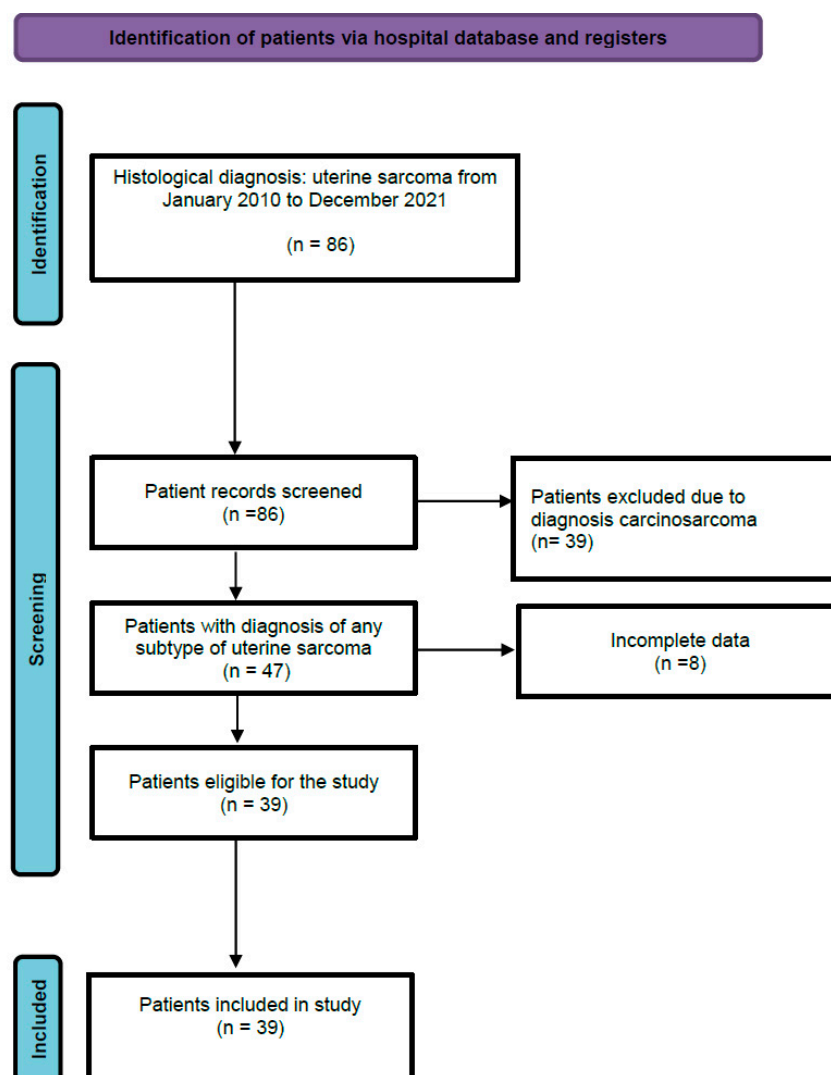 Identification of patients via hospital database and registers
Identification
Histological diagnosis: uterine sarcoma from
January 2010 to December 2021
(n = 86)
Screening
Patient records screened
(n =86)
Patients excluded due to
diagnosis carcinosarcoma
(n= 39)
Patients with diagnosis of any
subtype of uterine sarcoma
(n = 47)
Incomplete data
(n =8)
Patients eligible for the study
(n = 39)
Included
Patients included in study
(n = 39)